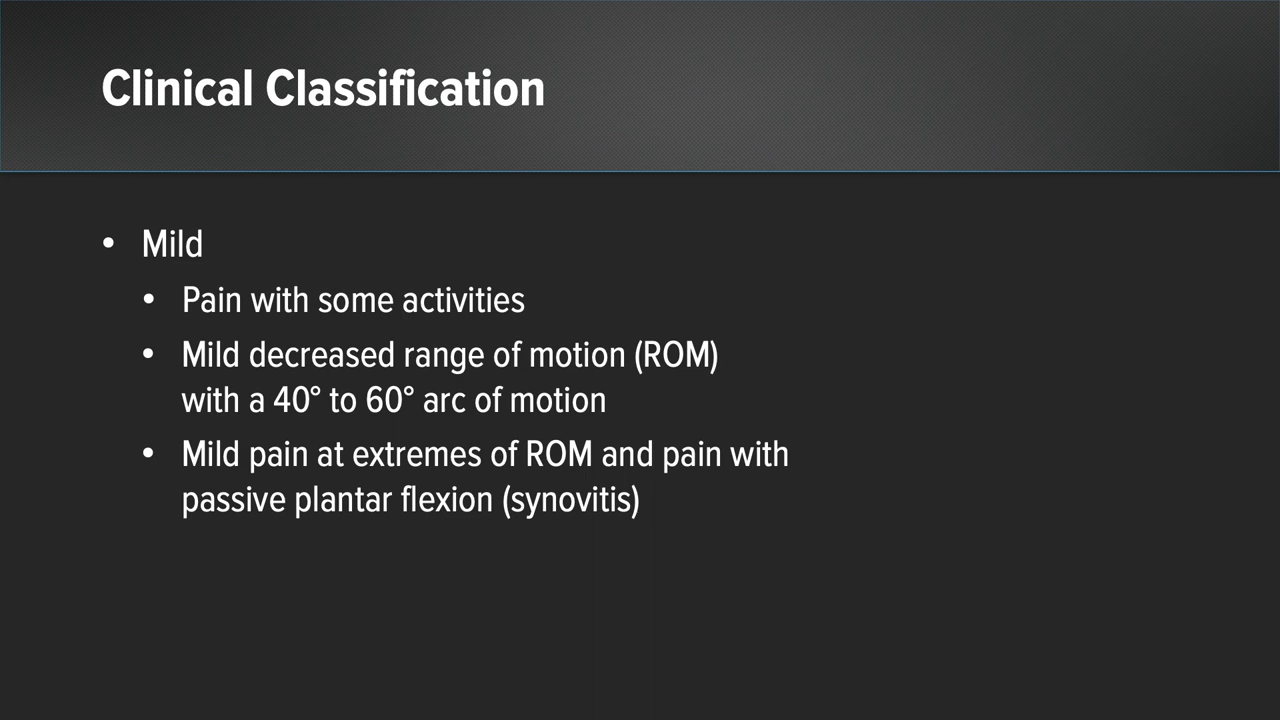 Clinical Classification
• Mild
• Pain with some activities
• Mild decreased range of motion (ROM)
with a 40° to 60° arc of motion
• Mild pain at extremes of ROM and pain with
passive plantar flexion (synovitis)